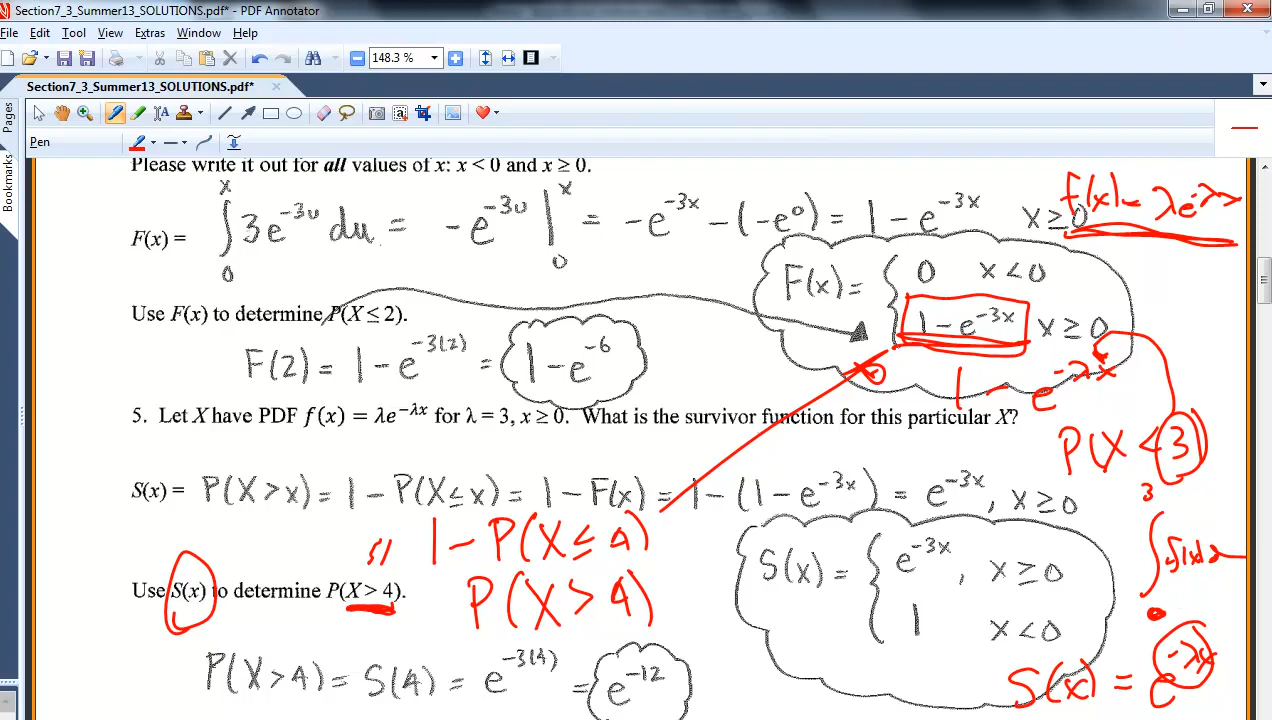 Section7_3_Summer13_SOLUTIONS.pdf* - PDF Annotator
File Edit Tool View Extras Window Help
148.3 %
Section7_3_Summer13_SOLUTIONS.pdf*
Pen
Pages
Bookmarks
Please write it out for all values of x: x < 0 and x ≥ 0.
F(x) = ∫₀ˣ 3e^{-3u} du = -e^{-3u} |₀ˣ = -e^{-3x} - (-e⁰) = 1 - e^{-3x} x ≥ 0
f(x) = λe^{-λx}
F(x) = { 0 x < 0
1 - e^{-3x} x ≥ 0
Use F(x) to determine P(X ≤ 2).
F(2) = 1 - e^{-3(2)} = 1 - e^{-6}
1 - e^{-λx}
5. Let X have PDF f(x) = λe^{-λx} for λ = 3, x ≥ 0. What is the survivor function for this particular X?
P(X < 3)
S(x) = P(X > x) = 1 - P(X ≤ x) = 1 - F(x) = 1 - (1 - e^{-3x}) = e^{-3x}, x ≥ 0
1 - P(X ≤ 4)
S(x) = { e^{-3x}, x ≥ 0
1 x < 0
3
∫ f(x)
Use S(x) to determine P(X > 4).
P(X > 4)
P(X > 4) = S(4) = e^{-3(4)} = e^{-12}
S(x) = e^{-λx}